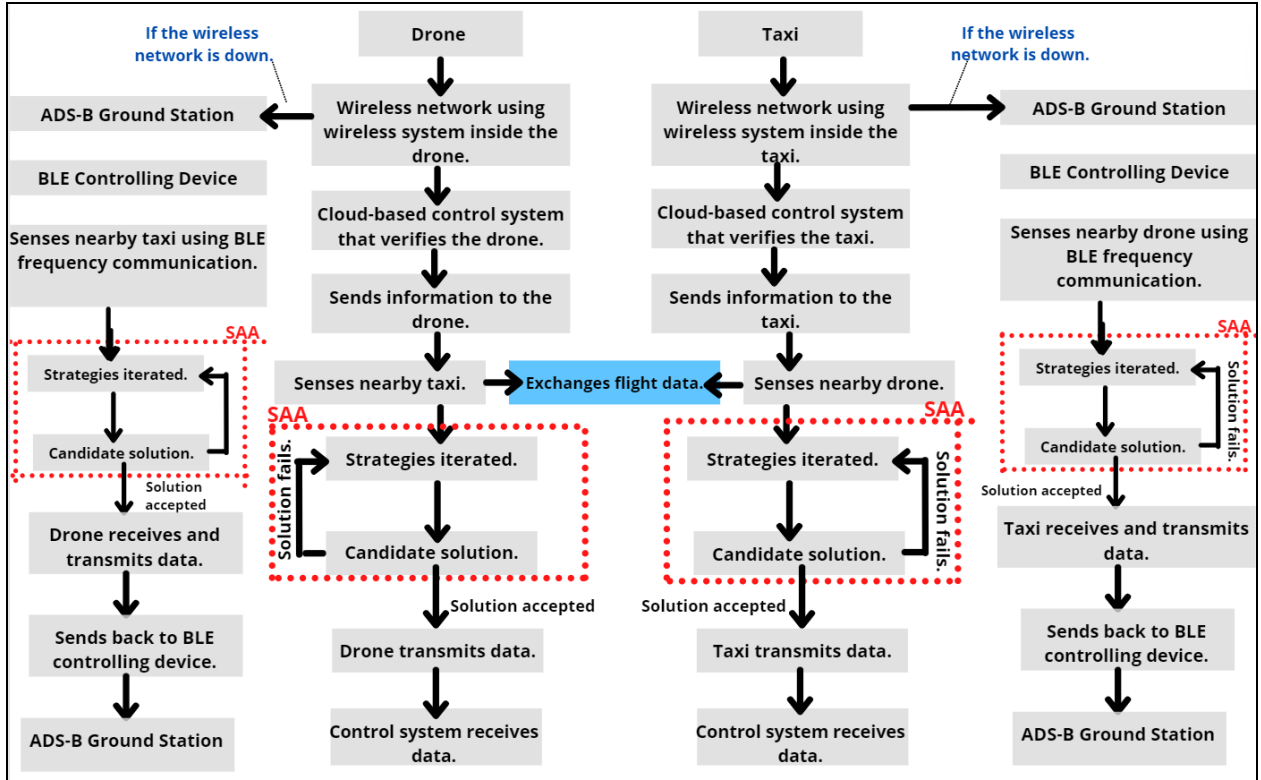 If the wireless
network is down.
ADS-B Ground Station
BLE Controlling Device
Senses nearby taxi using BLE
frequency communication.
SAA
Strategies iterated.
Candidate solution.
Solution
accepted
Drone receives and
transmits data.
Sends back to BLE
controlling device.
ADS-B Ground Station
Drone
Wireless network using
wireless system inside the
drone.
Cloud-based control system
that verifies the drone.
Sends information to the
drone.
Senses nearby taxi.
Exchanges flight data.
SAA
Strategies iterated.
Solution fails.
Candidate solution.
Solution accepted
Drone transmits data.
Control system receives
data.
Taxi
Wireless network using
wireless system inside the
taxi.
Cloud-based control system
that verifies the taxi.
Sends information to the
taxi.
Senses nearby drone.
SAA
Strategies iterated.
Solution fails.
Candidate solution.
Solution accepted
Taxi transmits data.
Control system receives
data.
If the wireless
network is down.
ADS-B Ground Station
BLE Controlling Device
Senses nearby drone using
BLE frequency
communication.
SAA
Strategies iterated.
Solution fails.
Candidate solution.
Solution accepted
Taxi receives and transmits
data.
Sends back to BLE
controlling device.
ADS-B Ground Station